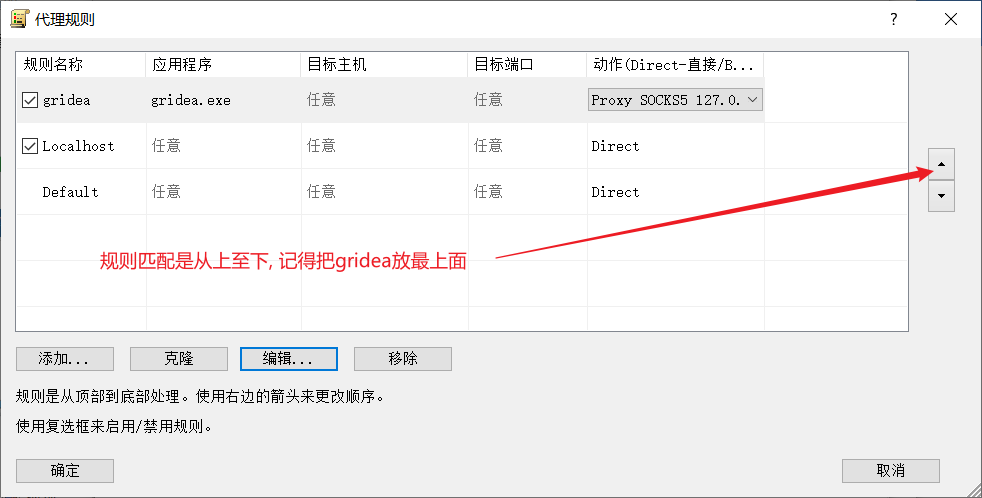 代理规则
规则名称 应用程序 目标主机 目标端口 动作(Direct-直接/B...
gridea gridea.exe 任意 任意 Proxy SOCKS5 127.0.
Localhost 任意 任意 任意 Direct
Default 任意 任意 任意 Direct
规则匹配是从上至下, 记得把gridea放最上面
添加... 克隆 编辑... 移除
规则是从顶部到底部处理。使用右边的箭头来更改顺序。
使用复选框来启用/禁用规则。
确定 取消